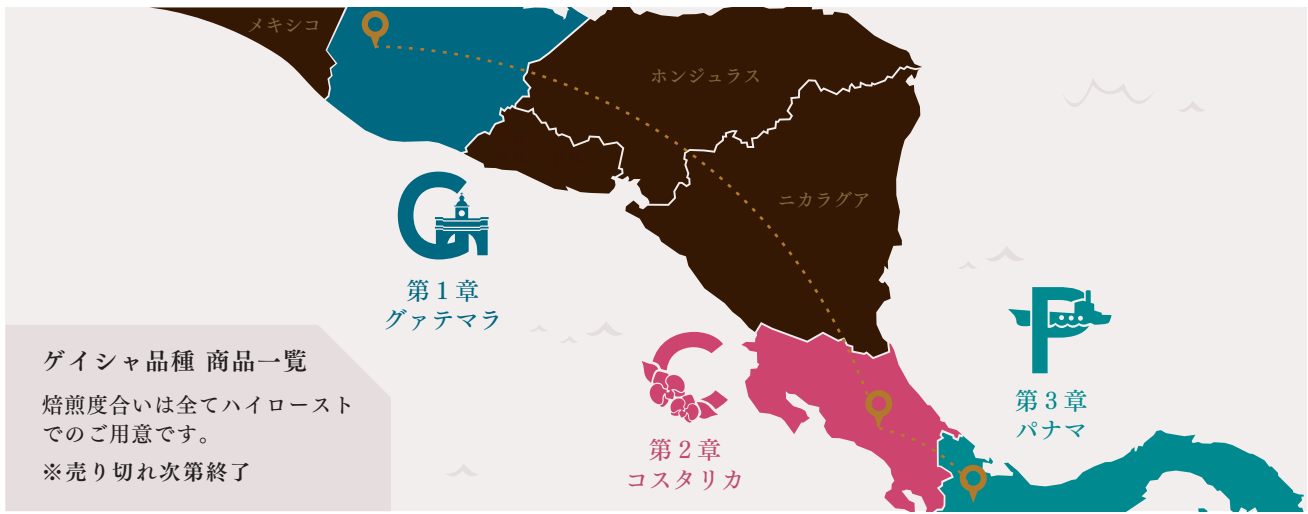 メキシコ
ホンジュラス
ニカラグア
G
第1章
グァテマラ
C
第2章
コスタリカ
P
第3章
パナマ
ゲイシャ品種 商品一覧
焙煎度合いは全てハイロースト
でのご用意です。
※売り切れ次第終了